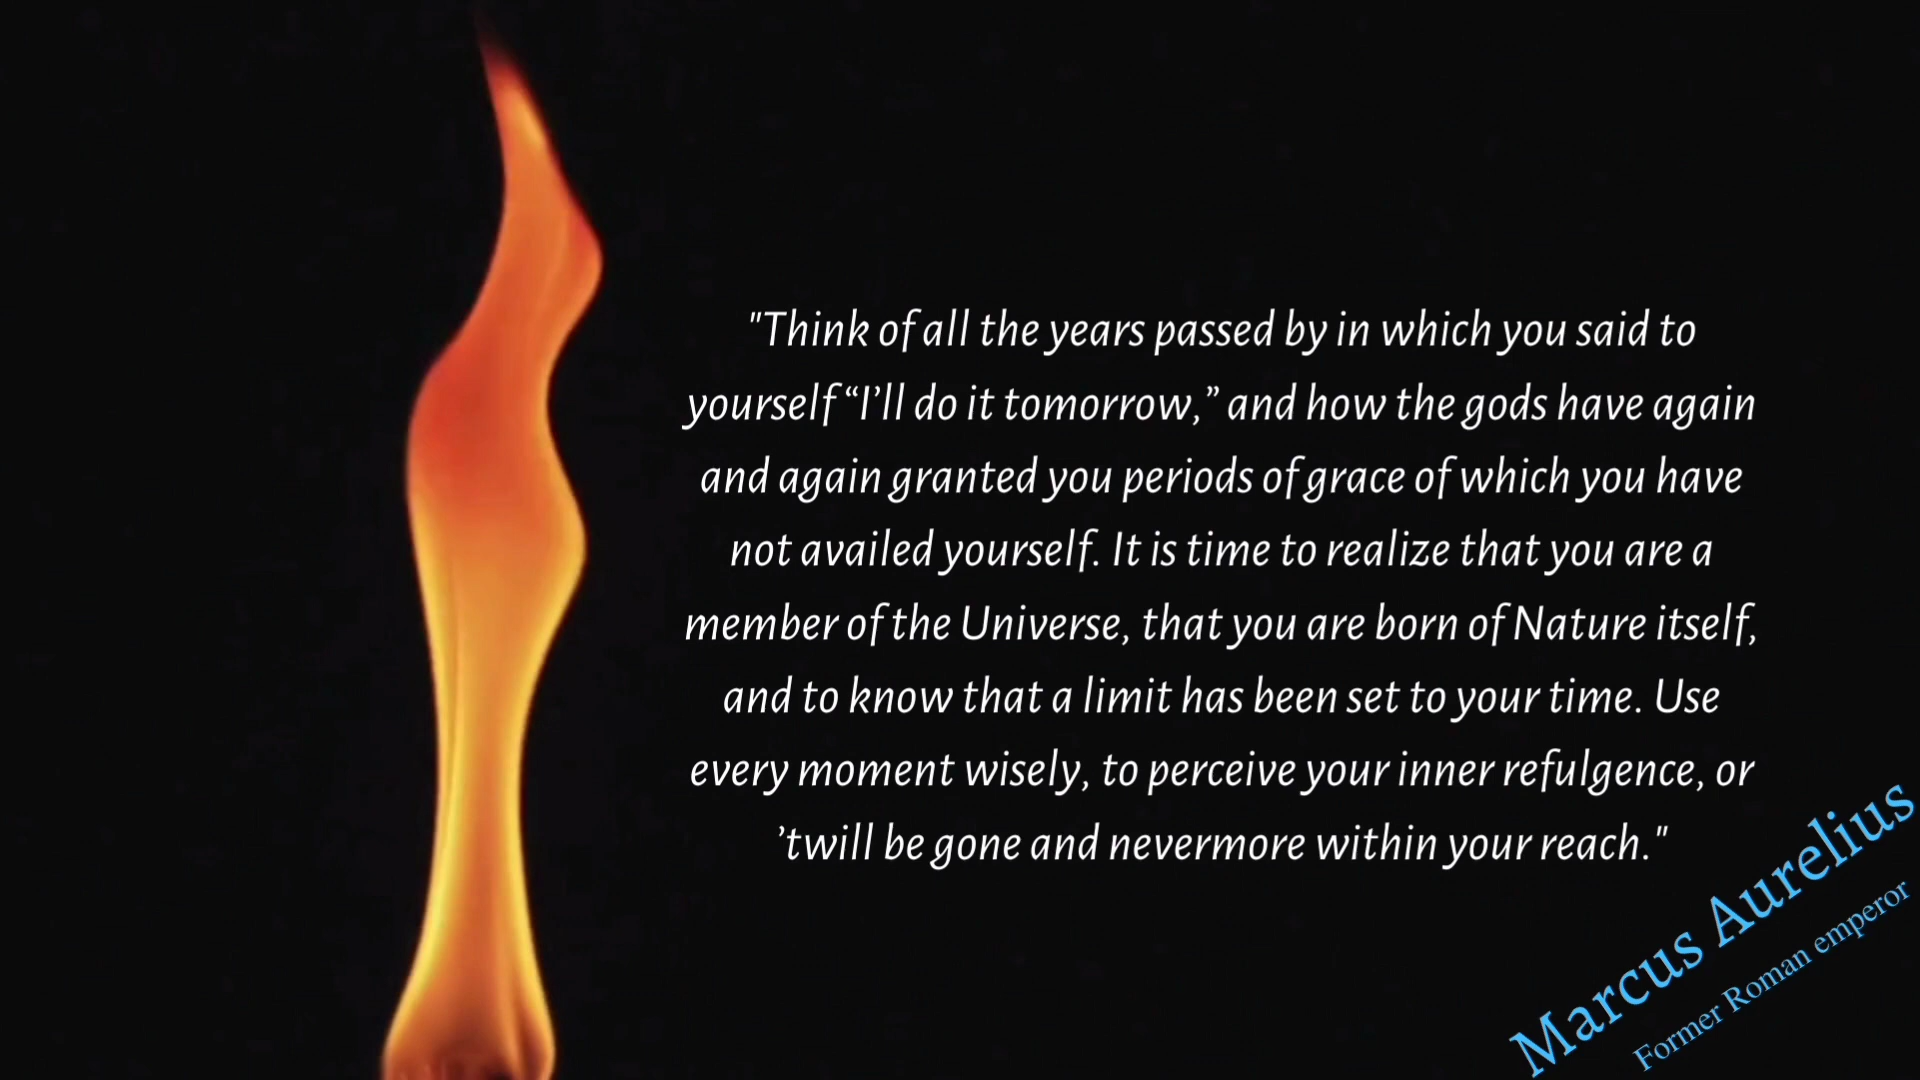 "Think of all the years passed by in which you said to
yourself “I’ll do it tomorrow,” and how the gods have again
and again granted you periods of grace of which you have
not availed yourself. It is time to realize that you are a
member of the Universe, that you are born of Nature itself,
and to know that a limit has been set to your time. Use
every moment wisely, to perceive your inner refulgence, or
’twill be gone and nevermore within your reach."
Marcus Aurelius
Former Roman emperor